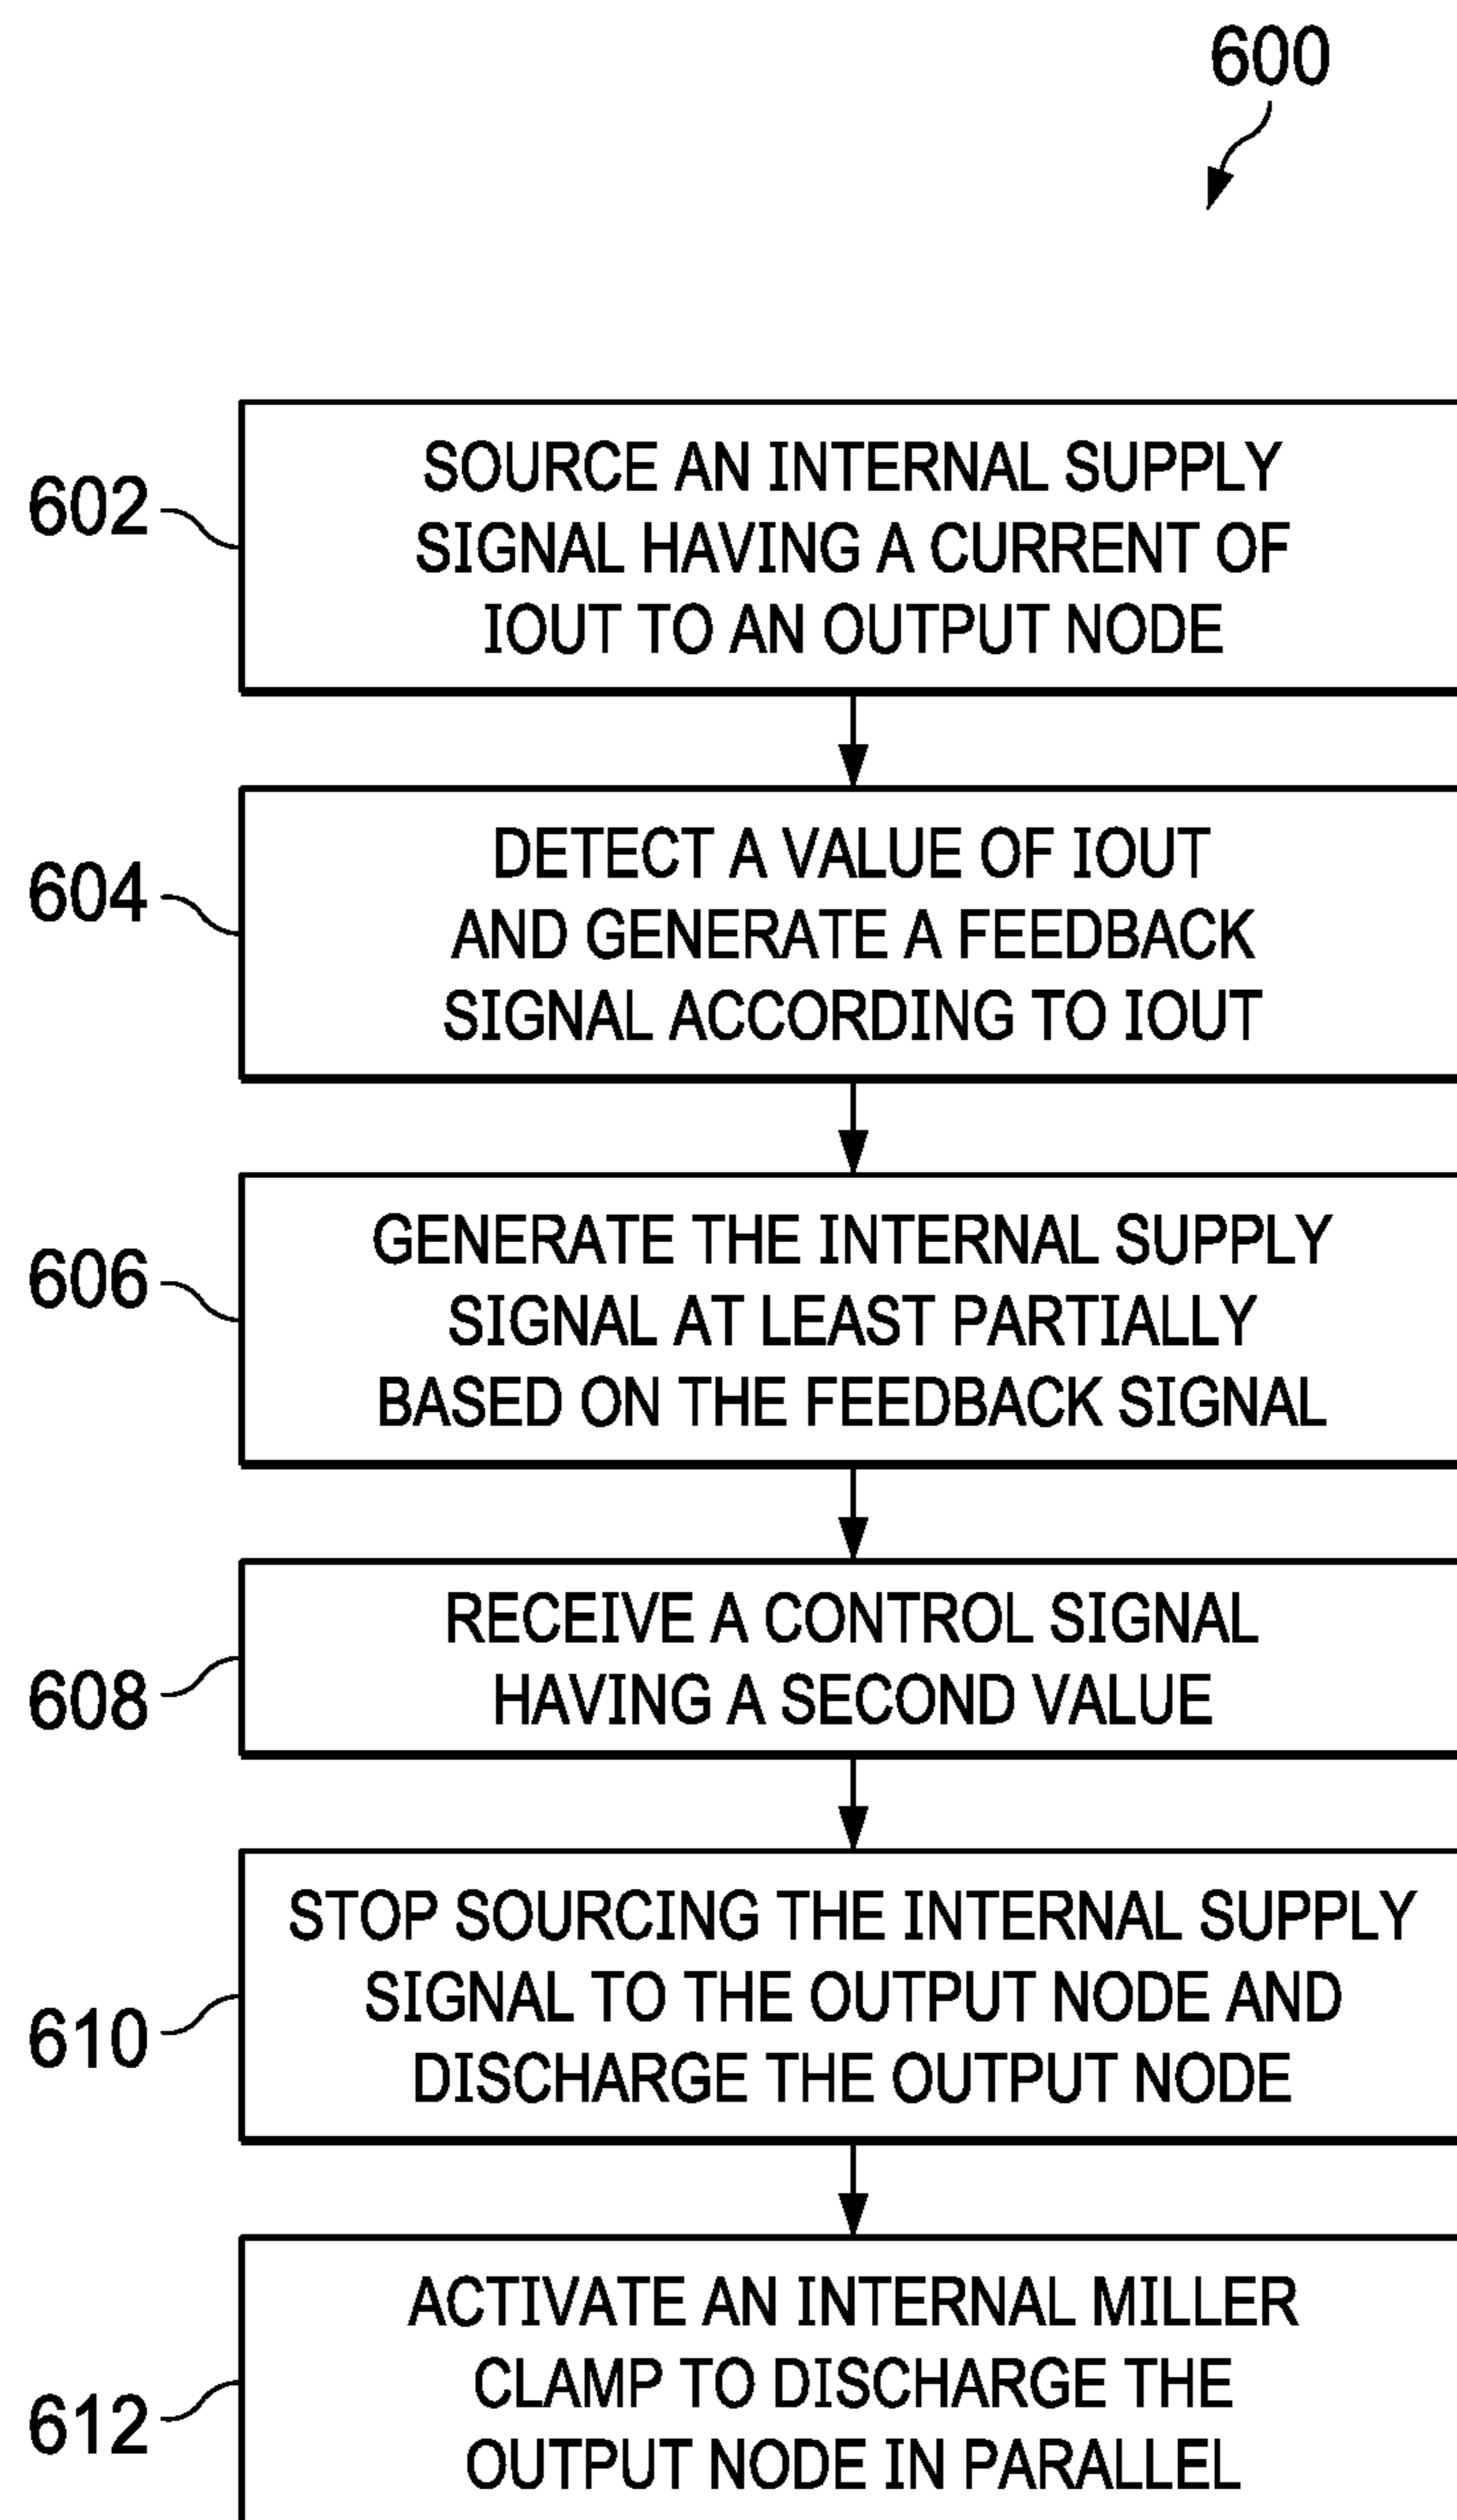 600
602
SOURCE AN INTERNAL SUPPLY
SIGNAL HAVING A CURRENT OF
IOUT TO AN OUTPUT NODE
604
DETECT A VALUE OF IOUT
AND GENERATE A FEEDBACK
SIGNAL ACCORDING TO IOUT
606
GENERATE THE INTERNAL SUPPLY
SIGNAL AT LEAST PARTIALLY
BASED ON THE FEEDBACK SIGNAL
608
RECEIVE A CONTROL SIGNAL
HAVING A SECOND VALUE
610
STOP SOURCING THE INTERNAL SUPPLY
SIGNAL TO THE OUTPUT NODE AND
DISCHARGE THE OUTPUT NODE
612
ACTIVATE AN INTERNAL MILLER
CLAMP TO DISCHARGE THE
OUTPUT NODE IN PARALLEL